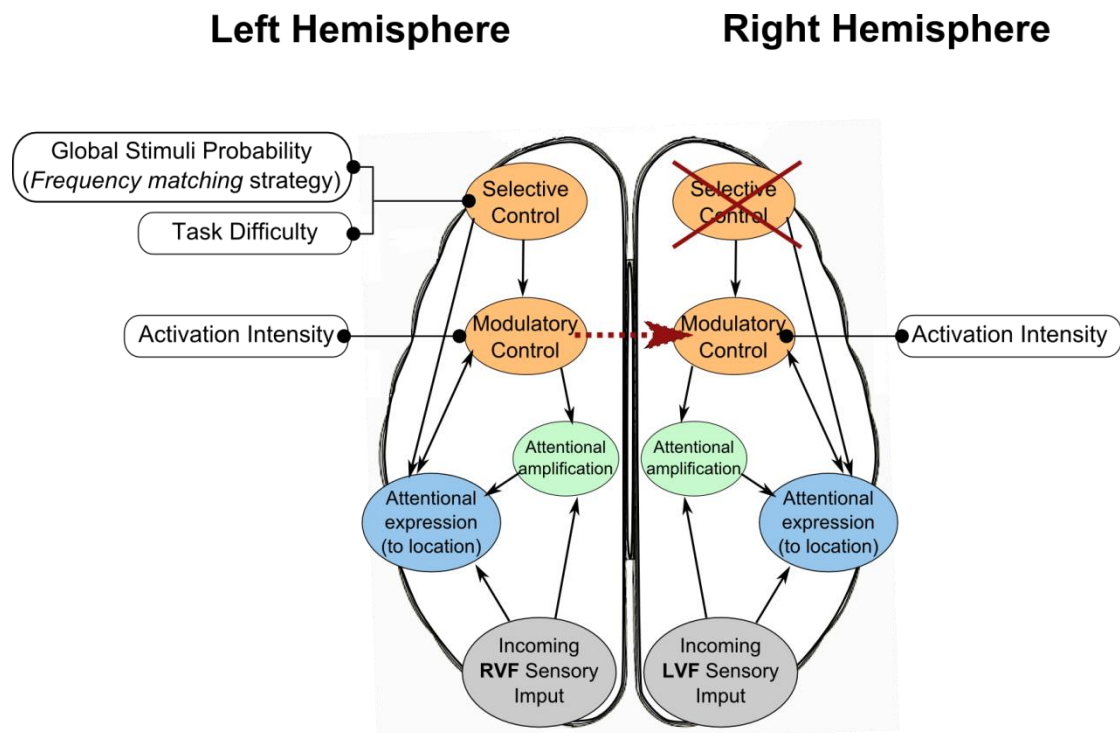 Left Hemisphere
Right Hemisphere
Global Stimuli Probability
(Frequency matching strategy)
Task Difficulty
Activation Intensity
Selective
Control
Modulatory
Control
Attentional
amplification
Attentional
expression
(to location)
Incoming
RVF Sensory
Imput
Selective
Control
Modulatory
Control
Activation Intensity
Attentional
amplification
Attentional
expression
(to location)
Incoming
LVF Sensory
Imput